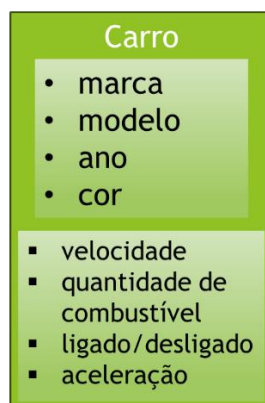 Carro
• marca
• modelo
• ano
• cor
▪ velocidade
▪ quantidade de
combustível
▪ ligado/desligado
▪ aceleração